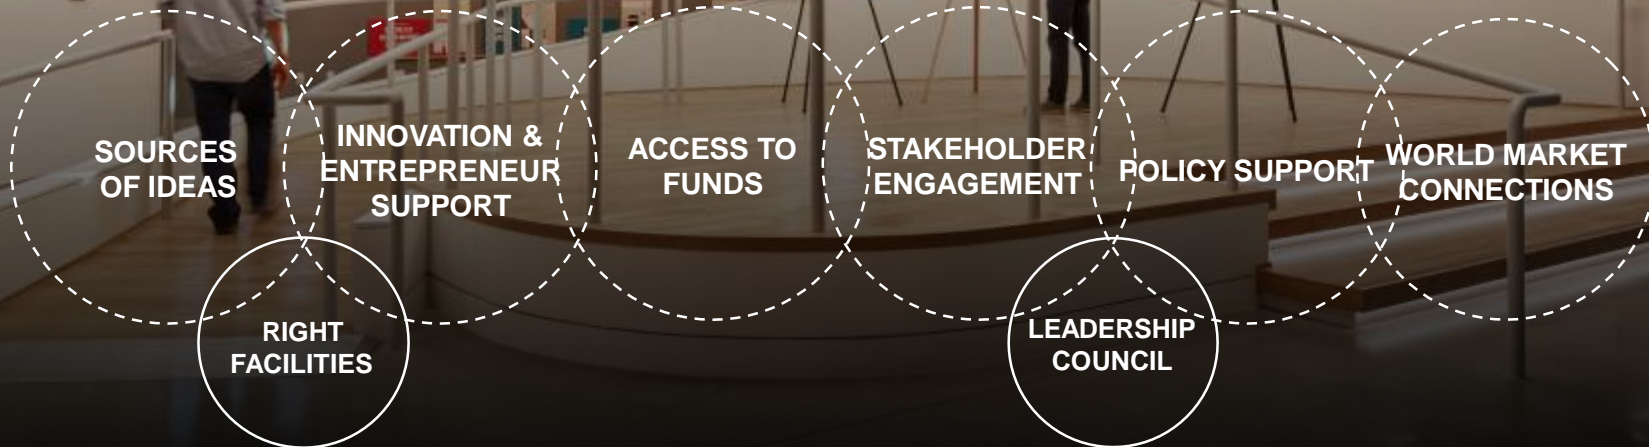 SOURCES
OF IDEAS
INNOVATION &
ENTREPRENEUR
SUPPORT
ACCESS TO
FUNDS
STAKEHOLDER
ENGAGEMENT
POLICY SUPPORT
WORLD MARKET
CONNECTIONS
RIGHT
FACILITIES
LEADERSHIP
COUNCIL